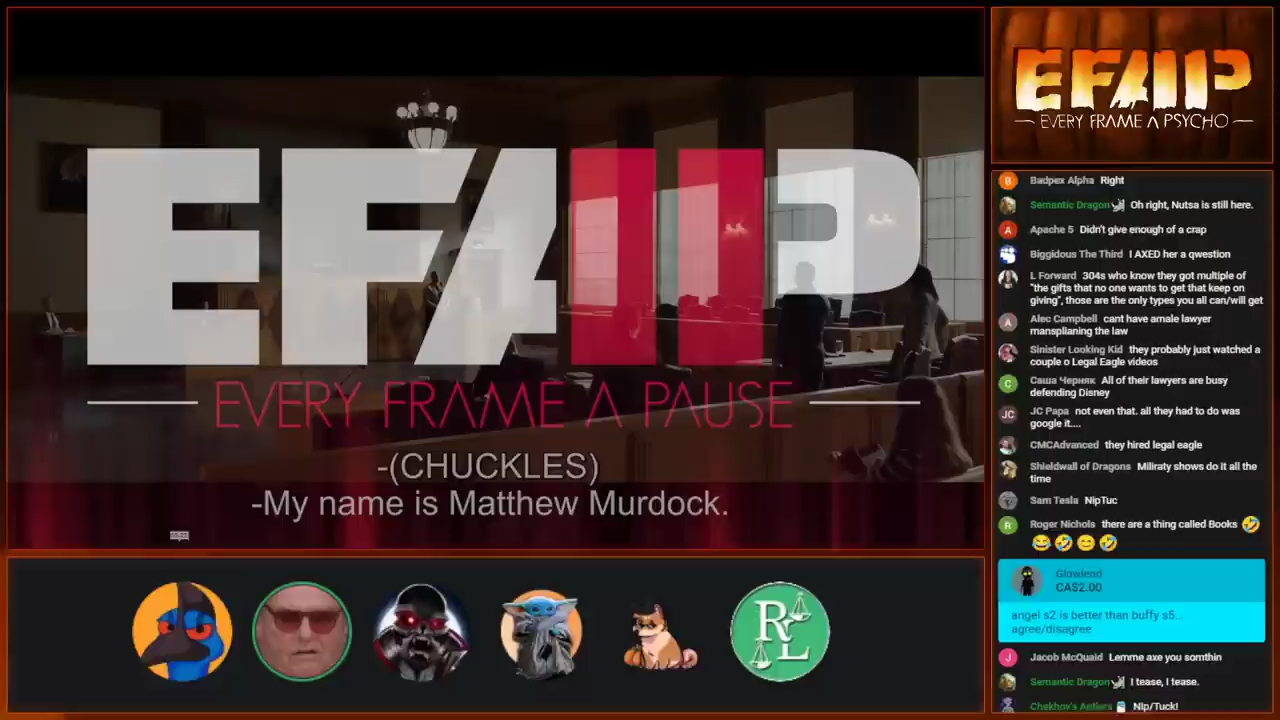 EFAP
EVERY FRAME A PAUSE
-(CHUCKLES)
-My name is Matthew Murdock.
EFAP
EVERY FRAME A PSYCHO
Badpex Alpha Right
Semantic Dragon Oh right, Nutsa is still here.
Apache 5 Didn't give enough of a crap
Biggidous The Third I AXED her a qwestion
L Forward 304s who know they got multiple of
"the gifts that no one wants to get that keep on
giving", those are the only types you all can/will get
Alec Campbell cant have amale lawyer
mansplianing the law
Sinister Looking Kid they probably just watched a
couple o Legal Eagle videos
Саша Черняк All of their lawyers are busy
defending Disney
JC Papa not even that. all they had to do was
google it....
CMCAdvanced they hired legal eagle
Shieldwall of Dragons Miliraty shows do it all the
time
Sam Tesla NipTuc
Roger Nichols there are a thing called Books
Glowlend
CA$2.00
angel s2 is better than buffy s5..
agree/disagree
Jacob McQuaid Lemme axe you somthin
Semantic Dragon I tease, I tease.
Chekhov's Aetiers Nip/Tuck!
RL
B
A
A
C
JC
R
J